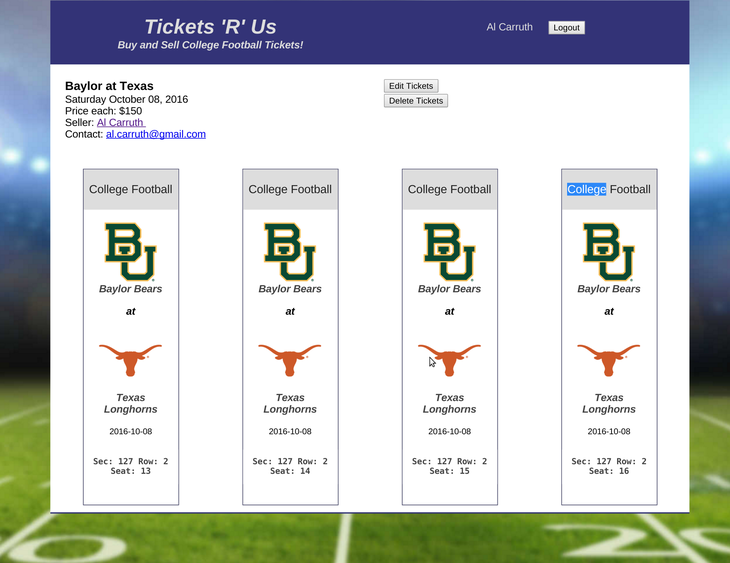 Tickets 'R' Us
Buy and Sell College Football Tickets!
Al Carruth
Logout
Baylor at Texas
Saturday October 08, 2016
Price each: $150
Seller: Al Carruth
Contact: al.carruth@gmail.com
Edit Tickets
Delete Tickets
College Football
BU
Baylor Bears
at
Texas
Longhorns
2016-10-08
Sec: 127 Row: 2
Seat: 13
College Football
BU
Baylor Bears
at
Texas
Longhorns
2016-10-08
Sec: 127 Row: 2
Seat: 14
College Football
BU
Baylor Bears
at
Texas
Longhorns
2016-10-08
Sec: 127 Row: 2
Seat: 15
College Football
BU
Baylor Bears
at
Texas
Longhorns
2016-10-08
Sec: 127 Row: 2
Seat: 16
20